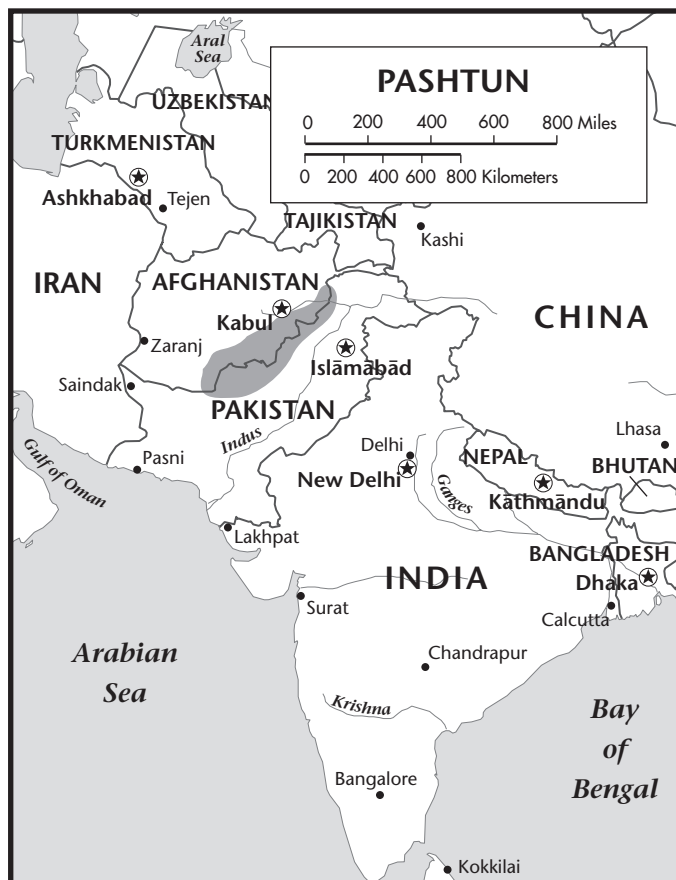 Aral
Sea
PASHTUN
0 200 400 600 800 Miles
0 200 400 600 800 Kilometers
UZBEKISTAN
TURKMENISTAN
Ashkhabad
Tejen
TAJIKISTAN
Kashi
IRAN
AFGHANISTAN
Kabul
CHINA
Zaranj
Islāmābād
Saindak
PAKISTAN
Indus
Gulf of Oman
Pasni
Delhi
New Delhi
NEPAL
Lhasa
BHUTAN
Ganges
Kāthmāndu
Lakhpat
BANGLADESH
INDIA
Dhaka
Surat
Calcutta
Arabian
Sea
Chandrapur
Krishna
Bay
of
Bengal
Bangalore
Kokkilai